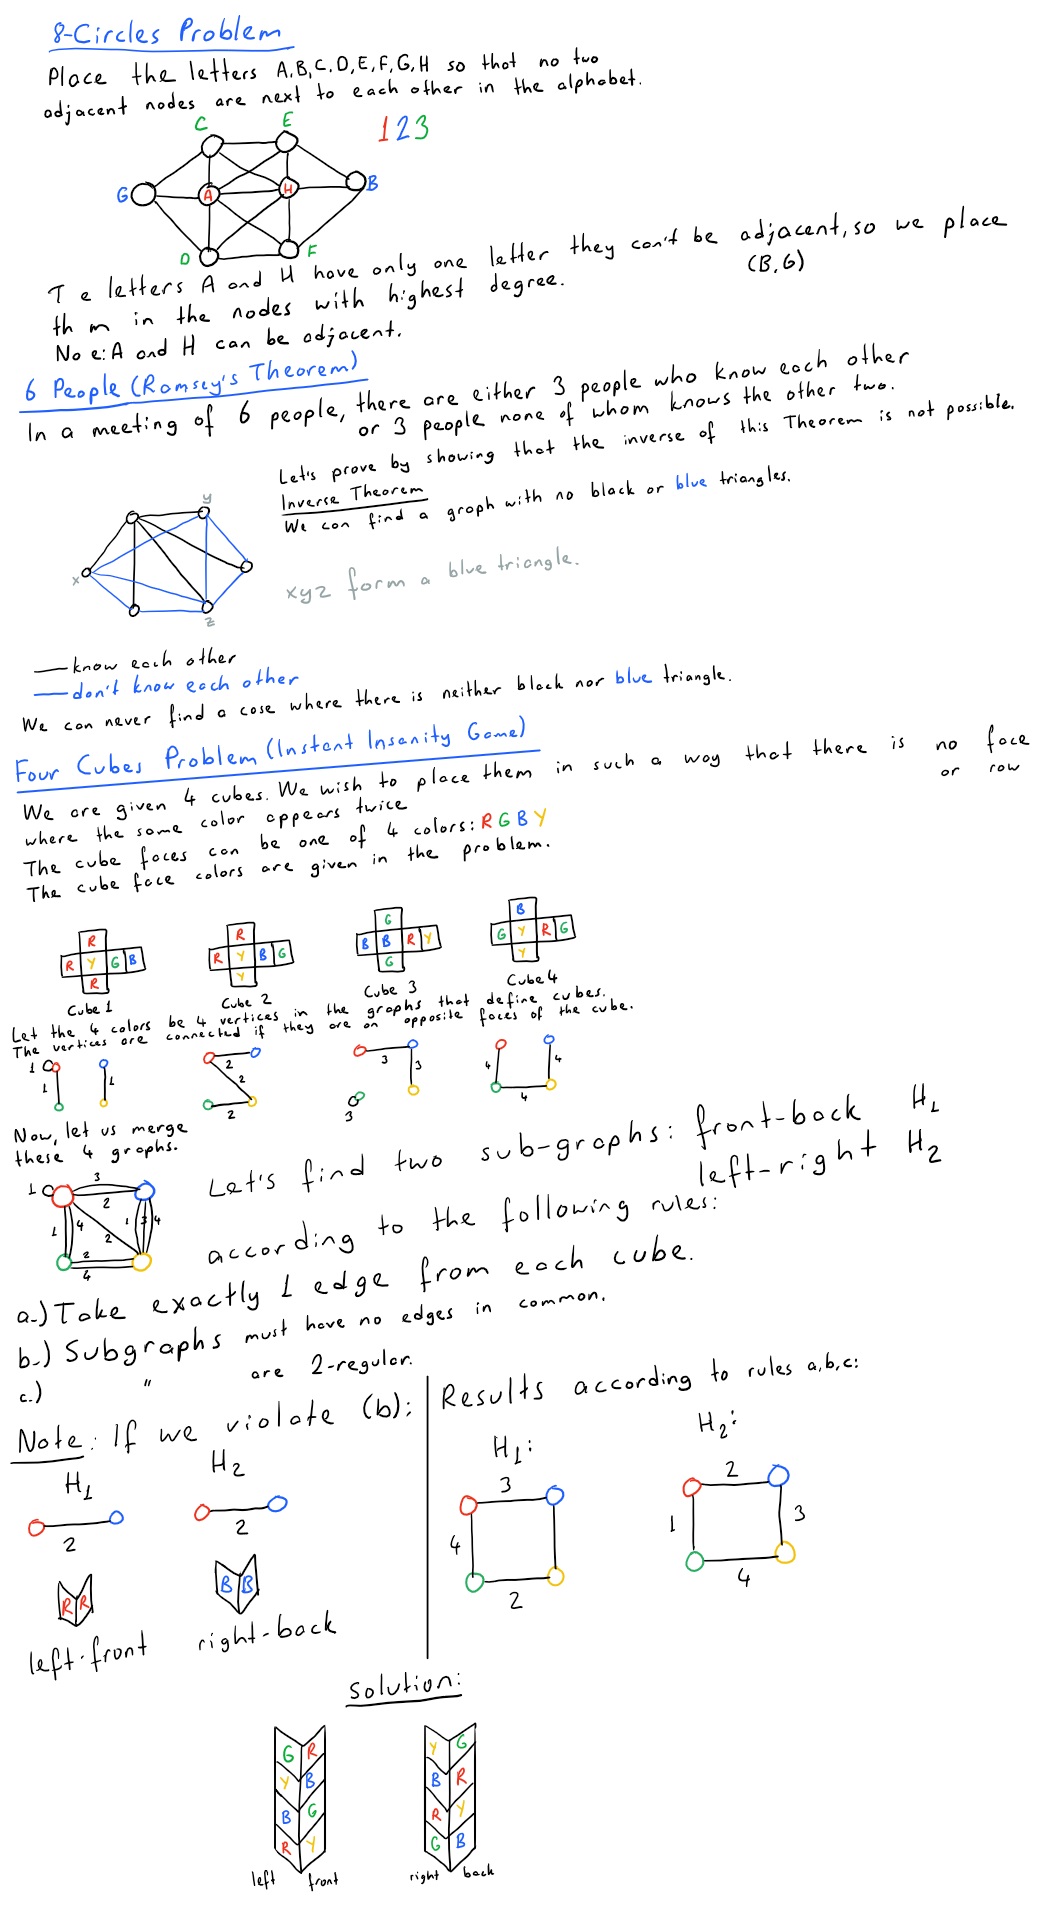 8-Circles Problem
Place the letters A,B,C,D,E,F,G,H so that no two
adjacent nodes are next to each other in the alphabet.
C E 1 2 3
G A H B
D F
T e letters A and H have only one letter they can't be adjacent, so we place
(B,G)
th m in the nodes with highest degree.
No e: A and H can be adjacent.
6 People (Ramsey's Theorem)
In a meeting of 6 people, there are either 3 people who know each other
or 3 people none of whom knows the other two.
Let's prove by showing that the inverse of this Theorem is not possible.
Inverse Theorem
We can find a graph with no black or blue triangles.
y
x
z
xyz form a blue triangle.
know each other
don't know each other
We can never find a case where there is neither black nor blue triangle.
Four Cubes Problem (Instant Insanity Game)
We are given 4 cubes. We wish to place them in such a way that there is no face
or row
where the same color appears twice
The cube faces can be one of 4 colors: R G B Y
The cube face colors are given in the problem.
R R G B
R Y G B R Y B G B B R Y G Y R G
R Y G Y
Cube 1 Cube 2 Cube 3 Cube 4
Let the 4 colors be 4 vertices in the graphs that define cubes.
The vertices are connected if they are on opposite faces of the cube.
1 1 1
2 2 2
3 3 3
4 4 4
Now, let us merge
these 4 graphs.
1 3 2
1 4 2 1 3 4
2
4
Let's find two sub-graphs: front-back H1
left-right H2
according to the following rules:
a.) Take exactly 1 edge from each cube.
b.) Subgraphs must have no edges in common.
c.) " are 2-regular.
Note: If we violate (b):
H1 H2
2 2
R R B B
left-front right-back
Results according to rules a,b,c:
H1: H2:
3 2
4 1 3
2 4
solution:
G R Y G
Y B B R
B G R Y
R Y G B
left front right back